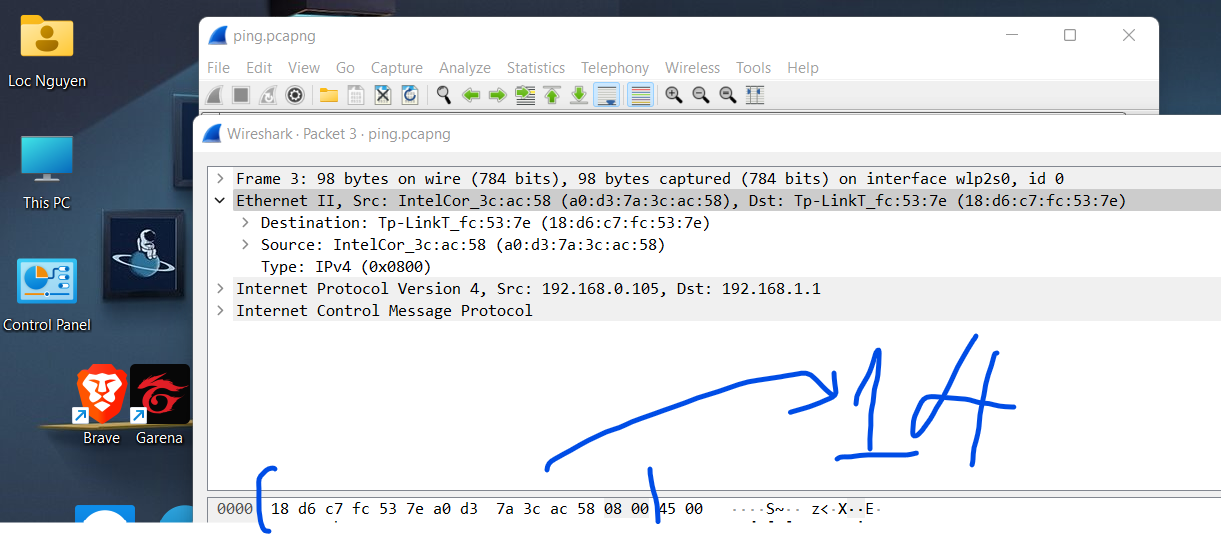 Loc Nguyen
This PC
Control Panel
Brave
Garena
ping.pcapng
File Edit View Go Capture Analyze Statistics Telephony Wireless Tools Help
Wireshark · Packet 3 · ping.pcapng
Frame 3: 98 bytes on wire (784 bits), 98 bytes captured (784 bits) on interface wlp2s0, id 0
Ethernet II, Src: IntelCor_3c:ac:58 (a0:d3:7a:3c:ac:58), Dst: Tp-LinkT_fc:53:7e (18:d6:c7:fc:53:7e)
Destination: Tp-LinkT_fc:53:7e (18:d6:c7:fc:53:7e)
Source: IntelCor_3c:ac:58 (a0:d3:7a:3c:ac:58)
Type: IPv4 (0x0800)
Internet Protocol Version 4, Src: 192.168.0.105, Dst: 192.168.1.1
Internet Control Message Protocol
14
0000 18 d6 c7 fc 53 7e a0 d3 7a 3c ac 58 08 00 45 00 ····S~·· z<·X··E·